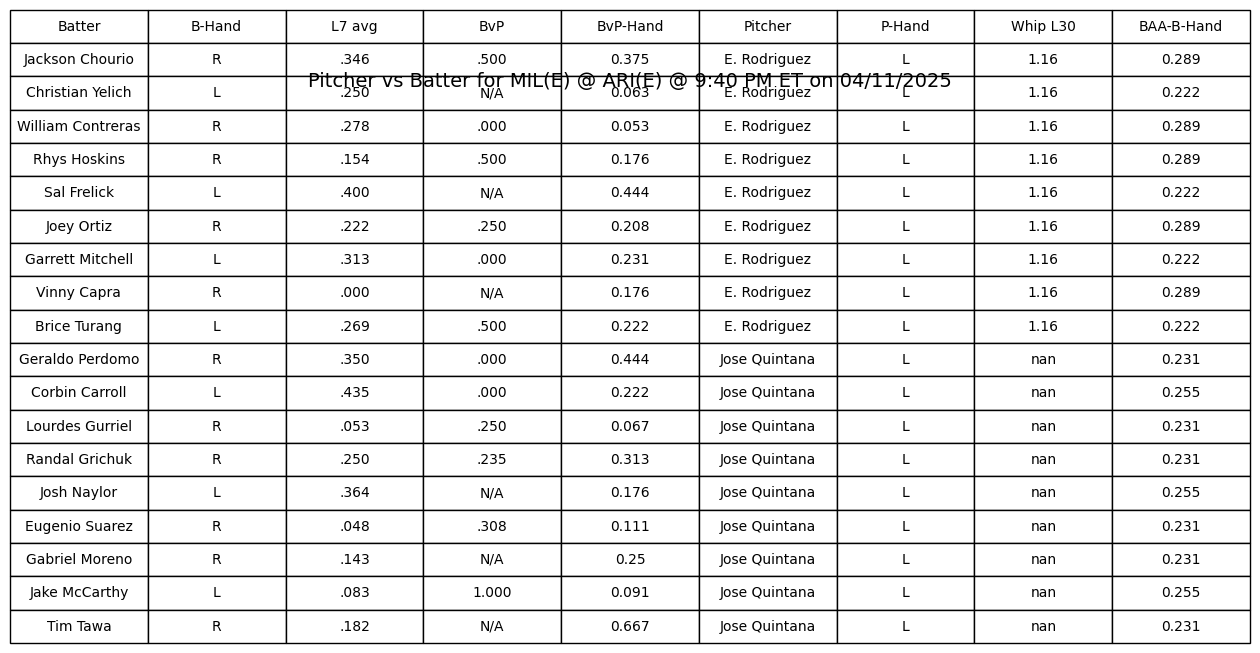 Batter B-Hand L7 avg BvP BvP-Hand Pitcher P-Hand Whip L30 BAA-B-Hand
Jackson Chourio R .346 .500 0.375 E. Rodriguez L 1.16 0.289
Pitcher vs Batter for MIL(E) @ ARI(E) @ 9:40 PM ET on 04/11/2025
Christian Yelich L .250 N/A 0.063 E. Rodriguez L 1.16 0.222
William Contreras R .278 .000 0.053 E. Rodriguez L 1.16 0.289
Rhys Hoskins R .154 .500 0.176 E. Rodriguez L 1.16 0.289
Sal Frelick L .400 N/A 0.444 E. Rodriguez L 1.16 0.222
Joey Ortiz R .222 .250 0.208 E. Rodriguez L 1.16 0.289
Garrett Mitchell L .313 .000 0.231 E. Rodriguez L 1.16 0.222
Vinny Capra R .000 N/A 0.176 E. Rodriguez L 1.16 0.289
Brice Turang L .269 .500 0.222 E. Rodriguez L 1.16 0.222
Geraldo Perdomo R .350 .000 0.444 Jose Quintana L nan 0.231
Corbin Carroll L .435 .000 0.222 Jose Quintana L nan 0.255
Lourdes Gurriel R .053 .250 0.067 Jose Quintana L nan 0.231
Randal Grichuk R .250 .235 0.313 Jose Quintana L nan 0.231
Josh Naylor L .364 N/A 0.176 Jose Quintana L nan 0.255
Eugenio Suarez R .048 .308 0.111 Jose Quintana L nan 0.231
Gabriel Moreno R .143 N/A 0.25 Jose Quintana L nan 0.231
Jake McCarthy L .083 1.000 0.091 Jose Quintana L nan 0.255
Tim Tawa R .182 N/A 0.667 Jose Quintana L nan 0.231